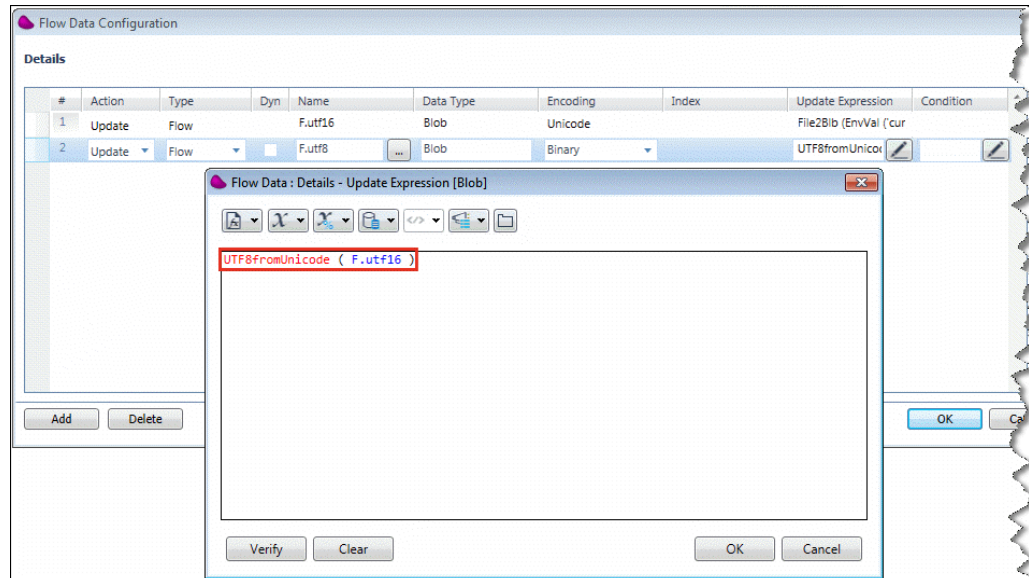 Flow Data Configuration
Details
# Action Type Dyn Name Data Type Encoding Index Update Expression Condition
1 Update Flow F.utf16 Blob Unicode File2Blb (EnvVal ('cur
2 Update Flow F.utf8 ... Blob Binary UTF8fromUnico
Flow Data : Details - Update Expression [Blob]
UTF8fromUnicode ( F.utf16 )
Add Delete OK Ca
Verify Clear OK Cancel